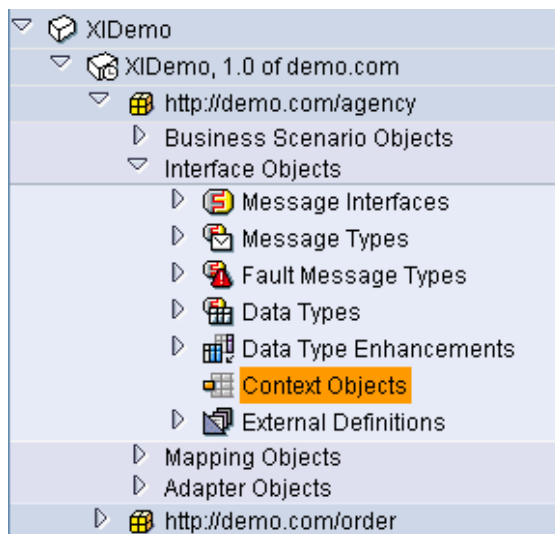 XIDemo
XIDemo, 1.0 of demo.com
http://demo.com/agency
Business Scenario Objects
Interface Objects
Message Interfaces
Message Types
Fault Message Types
Data Types
Data Type Enhancements
Context Objects
External Definitions
Mapping Objects
Adapter Objects
http://demo.com/order